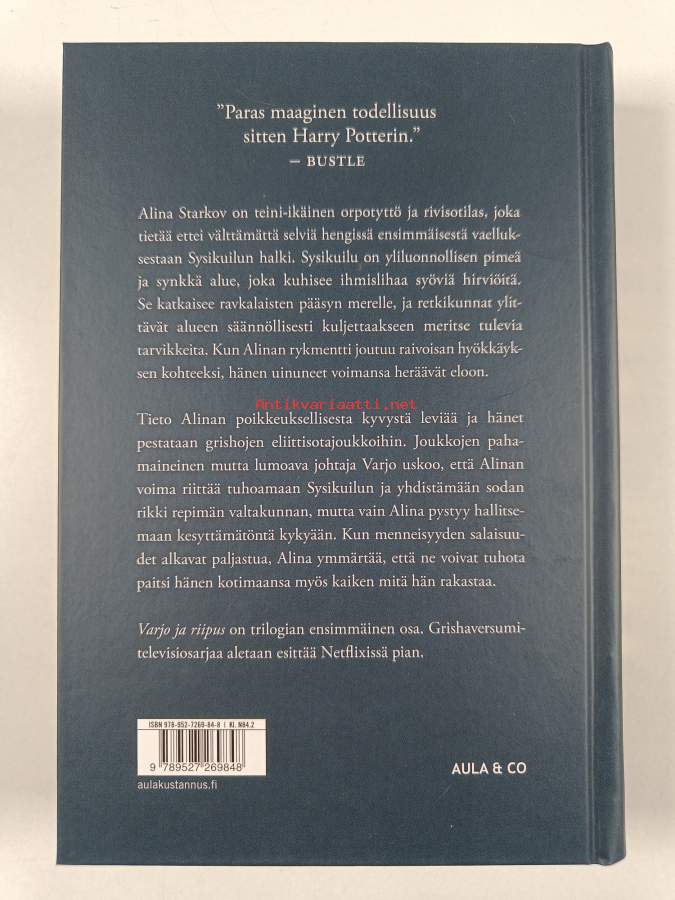 ”Paras maaginen todellisuus
sitten Harry Potterin.”
– BUSTLE
Alina Starkov on teini-ikäinen orpotyttö ja rivisotilas, joka
tietää ettei välttämättä selviä hengissä ensimmäisestä vaelluk-
sestaan Sysikuilun halki. Sysikuilu on yliluonnollisen pimeä
ja synkkä alue, joka kuhisee ihmislihaa syöviä hirviöitä.
Se katkaisee ravkalaisten pääsyn merelle, ja retkikunnat ylit-
tävät alueen säännöllisesti kuljettaakseen meritse tulevia
tarvikkeita. Kun Alinan rykmentti joutuu raivoisan hyökkäyk-
sen kohteeksi, hänen uinuneet voimansa heräävät eloon.
Antikvariaatti.net
Tieto Alinan poikkeuksellisesta kyvystä leviää ja hänet
pestataan grishojen eliittisotajoukkoihin. Joukkojen paha-
maineinen mutta lumoava johtaja Varjo uskoo, että Alinan
voima riittää tuhoamaan Sysikuilun ja yhdistämään sodan
rikki repimän valtakunnan, mutta vain Alina pystyy hallitse-
maan kesyttämätöntä kykyään. Kun menneisyyden salaisuu-
det alkavat paljastua, Alina ymmärtää, että ne voivat tuhota
paitsi hänen kotimaansa myös kaiken mitä hän rakastaa.
Varjo ja riipus on trilogian ensimmäinen osa. Grishaversumi-
televisiosarjaa aletaan esittää Netflixissä pian.
ISBN 978-952-7269-84-8 | Kl. N84.2
9 789527 269848
aulakustannus.fi
AULA & CO